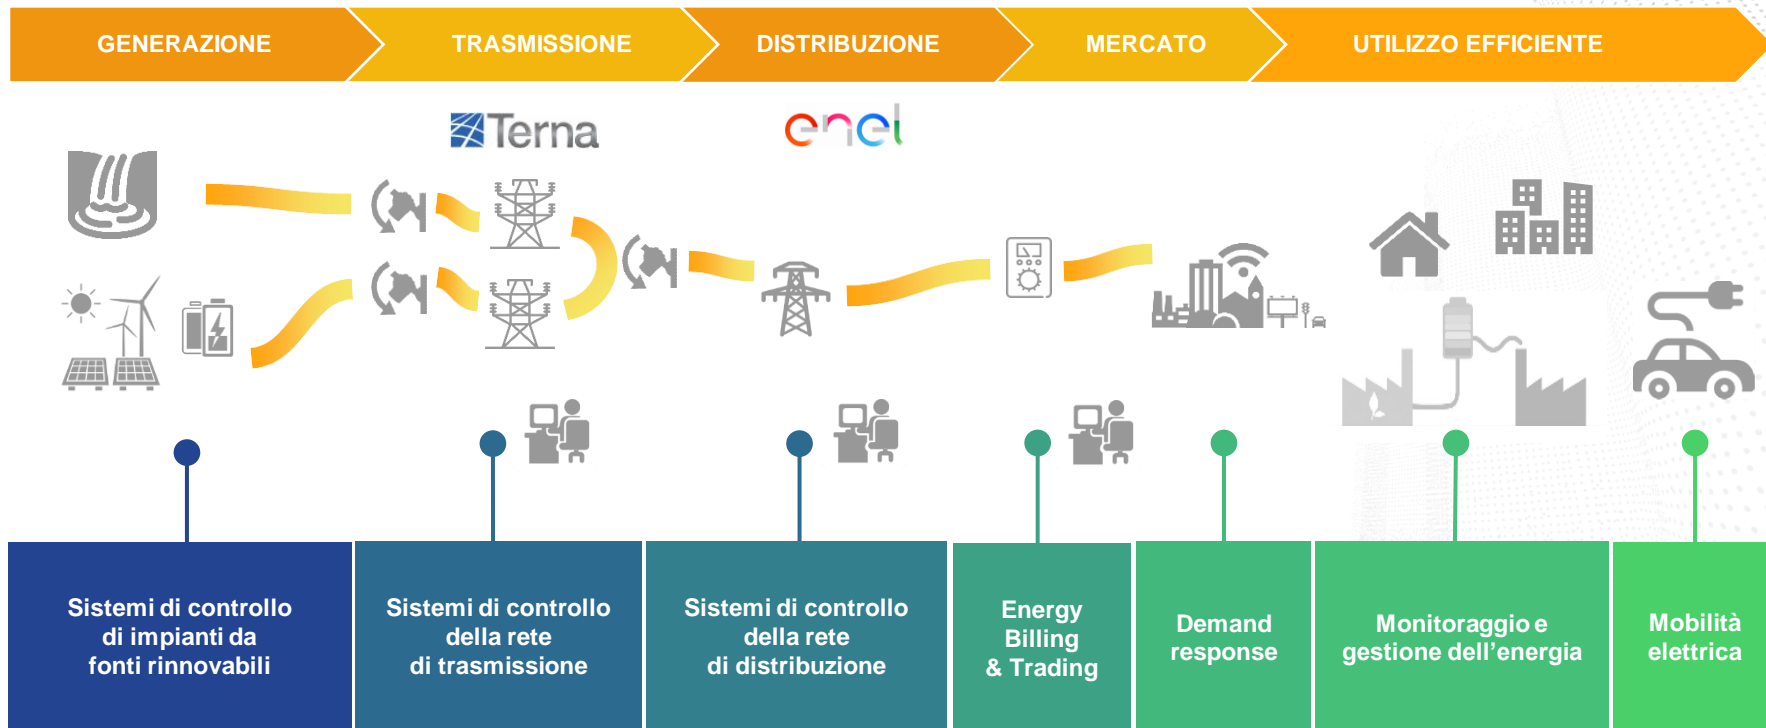 GENERAZIONE
TRASMISSIONE
DISTRIBUZIONE
MERCATO
UTILIZZO EFFICIENTE
Terna
enel
Sistemi di controllo
di impianti da
fonti rinnovabili
Sistemi di controllo
della rete
di trasmissione
Sistemi di controllo
della rete
di distribuzione
Energy
Billing
& Trading
Demand
response
Monitoraggio e
gestione dell'energia
Mobilità
elettrica